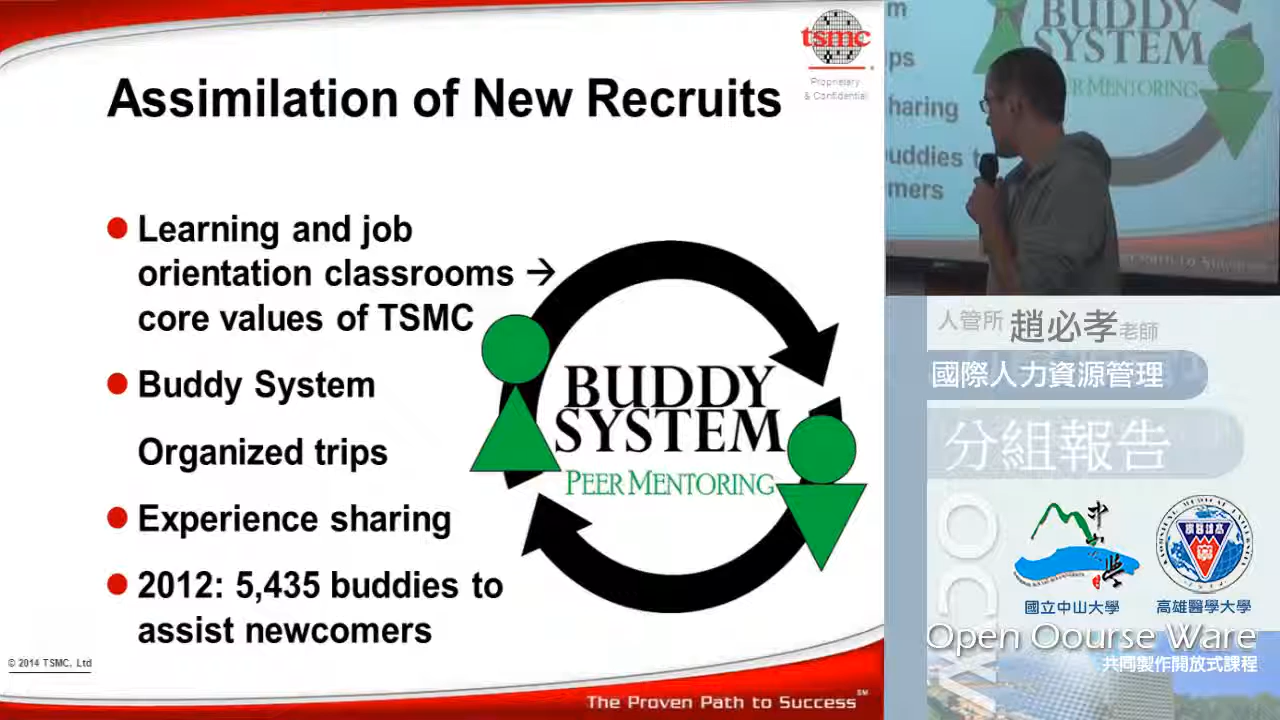 Assimilation of New Recruits
tsmc
Proprietary
& Confidential
Learning and job
orientation classrooms →
core values of TSMC
Buddy System
Organized trips
Experience sharing
2012: 5,435 buddies to
assist newcomers
BUDDY
SYSTEM
PEER MENTORING
© 2014 TSMC, Ltd
The Proven Path to Success℠
BUDDY
SYSTEM
PEER MENTORING
haring
uddies t
mers
人管所 趙必孝 老師
國際人力資源管理
分組報告
OCW
國立中山大學
高雄醫學大學
Open Oourse Ware
共同製作開放式課程